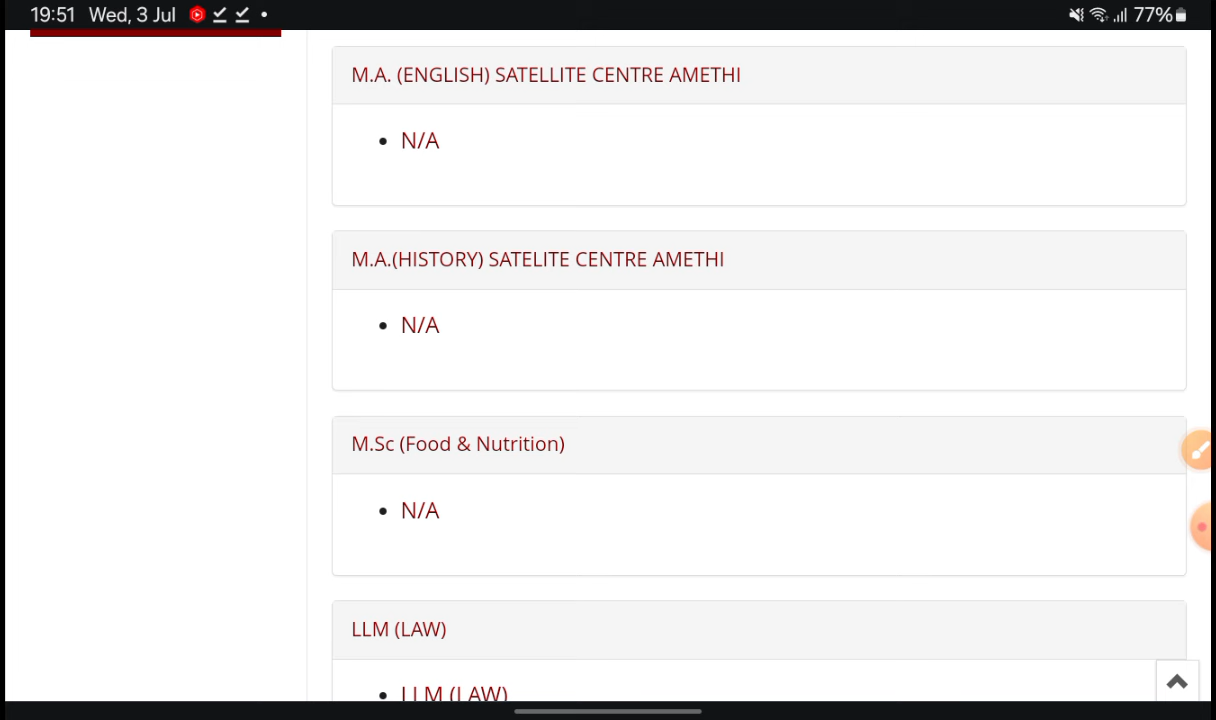 19:51 Wed, 3 Jul 77%
M.A. (ENGLISH) SATELLITE CENTRE AMETHI
N/A
M.A.(HISTORY) SATELITE CENTRE AMETHI
N/A
M.Sc (Food & Nutrition)
N/A
LLM (LAW)
LLM (LAW)